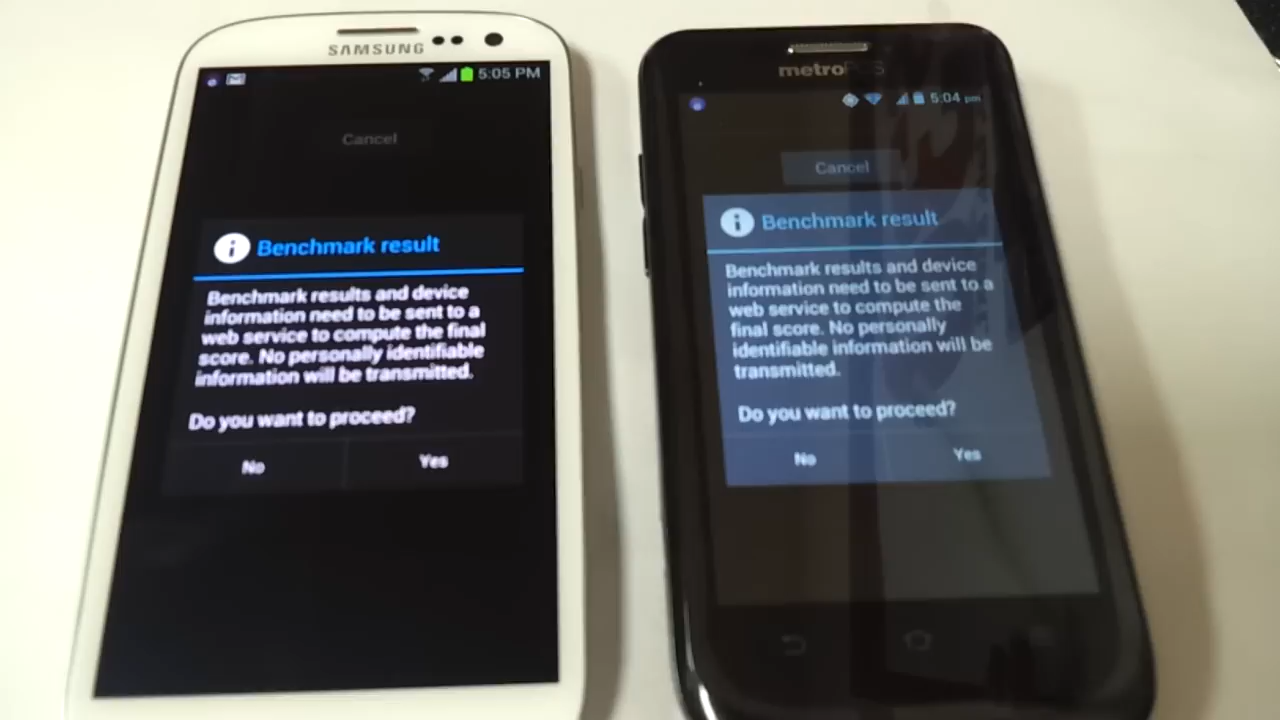 SAMSUNG
5:05 PM
Cancel
Benchmark result
Benchmark results and device
information need to be sent to a
web service to compute the final
score. No personally identifiable
information will be transmitted.
Do you want to proceed?
No
Yes
metroPCS
5:04 pm
Cancel
Benchmark result
Benchmark results and device
information need to be sent to a
web service to compute the
final score. No personally
identifiable information will be
transmitted.
Do you want to proceed?
No
Yes